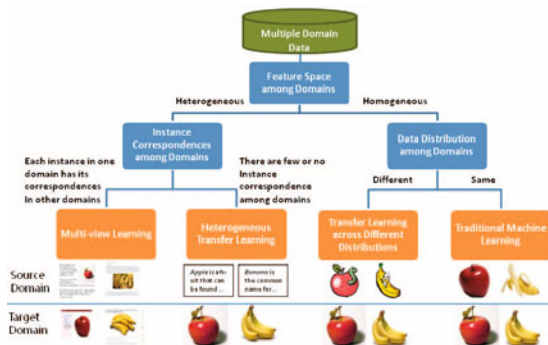 Multiple Domain
Data
Feature Space
among Domains
Heterogeneous
Homogeneous
Instance
Correspondences
among Domains
Data Distribution
among Domains
Each instance in one
domain has its
correspondences
In other domains
There are few or no
Instance
correspondence
among domains
Different
Same
Multi-view Learning
Heterogeneous
Transfer Learning
Transfer Learning
across Different
Distributions
Traditional Machine
Learning
Source
Domain
Apple is a fr-
uit that can
be found ...
Banana is
the common
name for...
Target
Domain